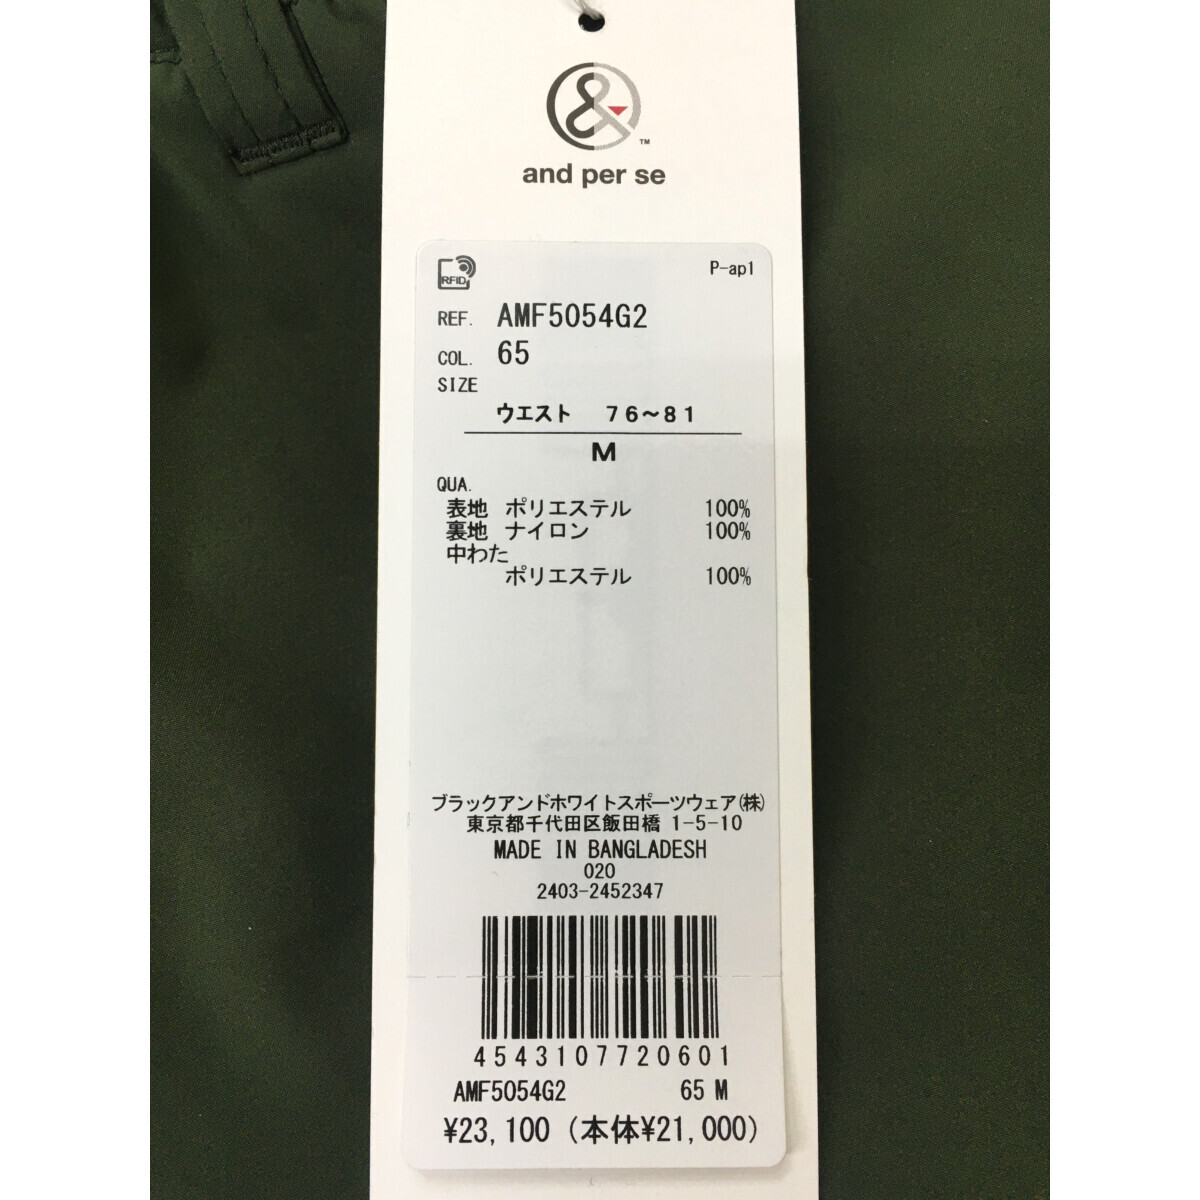 ™
and per se
RFID
P-ap1
REF. AMF5054G2
COL. 65
SIZE
ウエスト 76～81
M
QUA.
表地 ポリエステル 100%
裏地 ナイロン 100%
中わた
ポリエステル 100%
ブラックアンドホワイトスポーツウェア(株)
東京都千代田区飯田橋 1-5-10
MADE IN BANGLADESH
020
2403-2452347
4543107720601
AMF5054G2 65 M
¥23,100 (本体¥21,000)